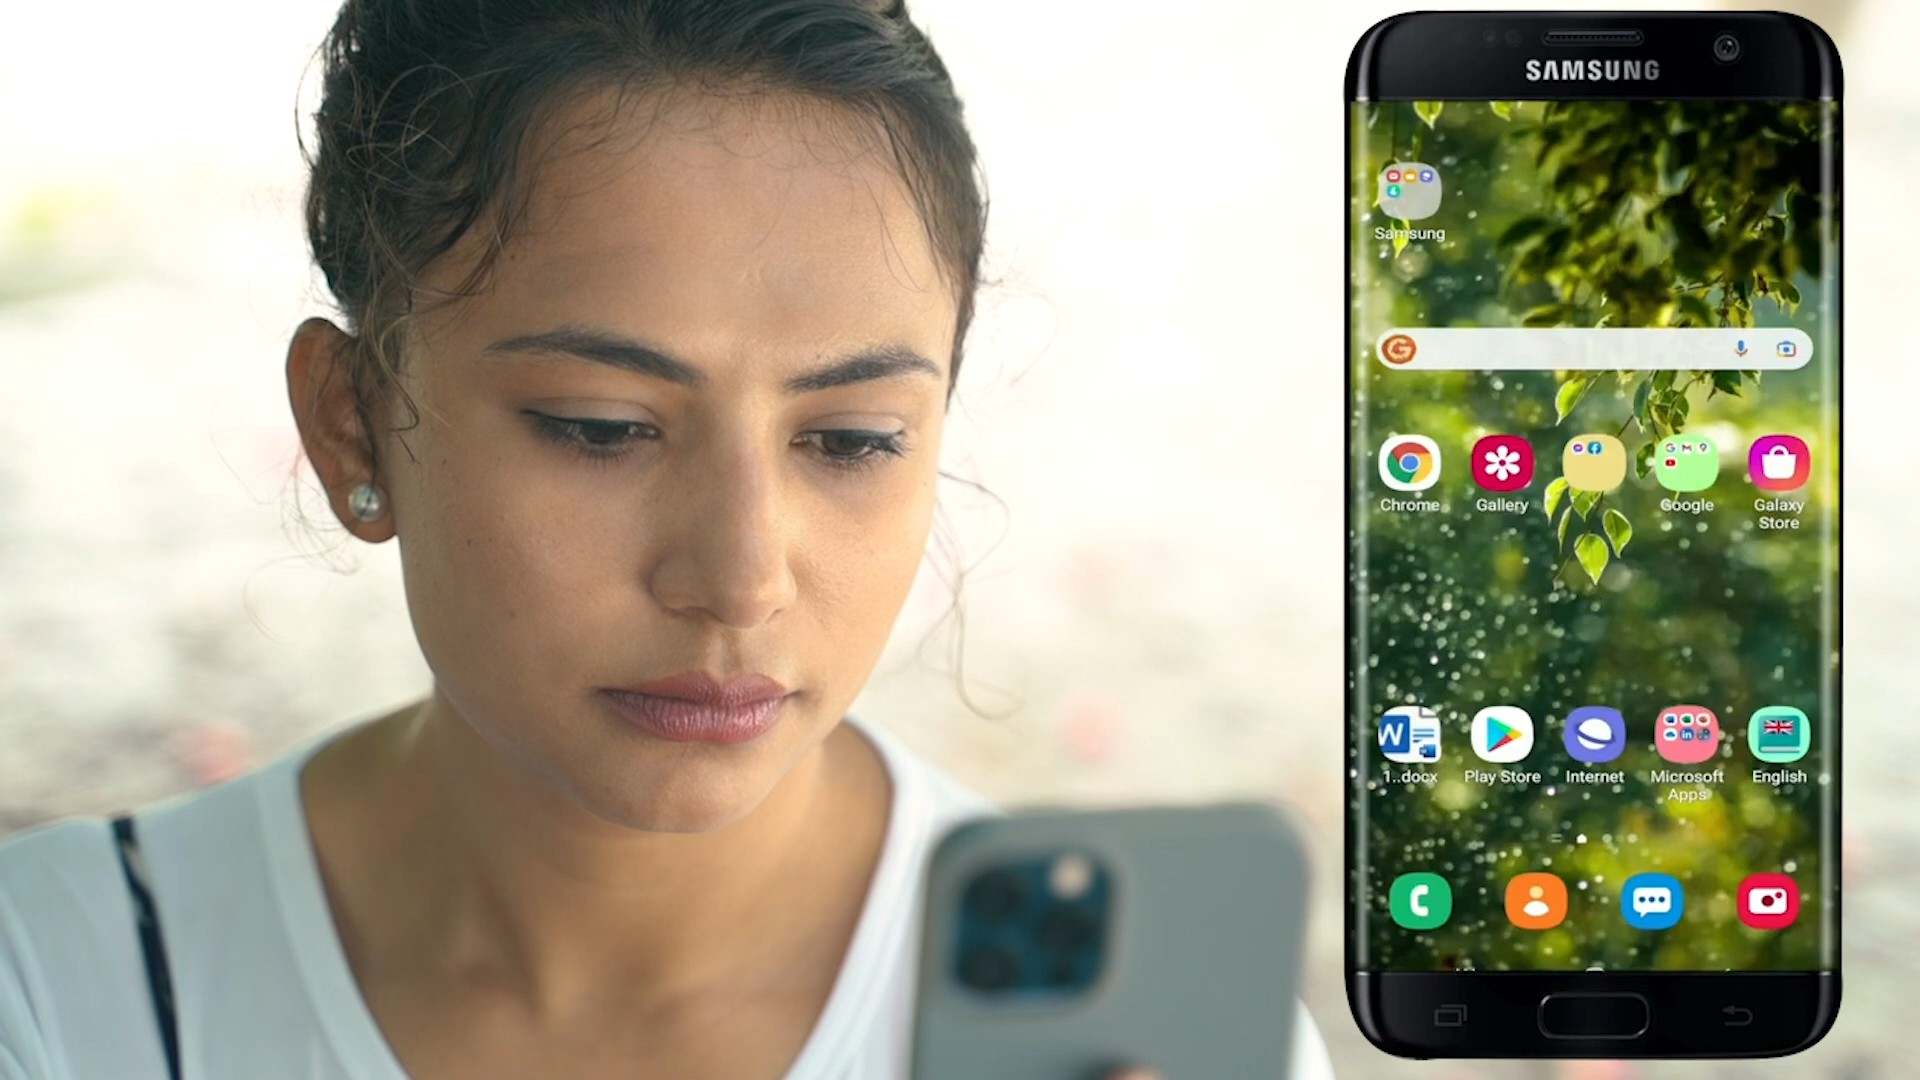 SAMSUNG
Samsung
Chrome
Gallery
Google
Galaxy
Store
1..docx
Play Store
Internet
Microsoft
Apps
English